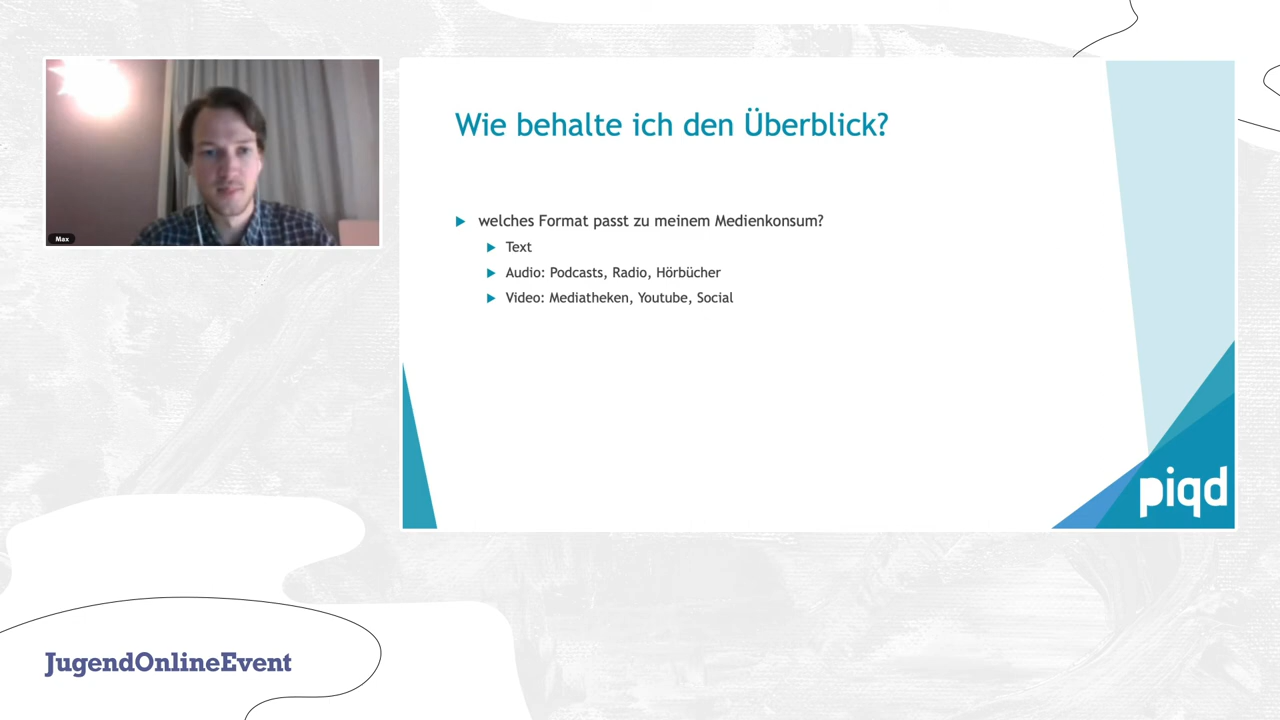 Max
Wie behalte ich den Überblick?
welches Format passt zu meinem Medienkonsum?
Text
Audio: Podcasts, Radio, Hörbücher
Video: Mediatheken, Youtube, Social
piqd
JugendOnlineEvent